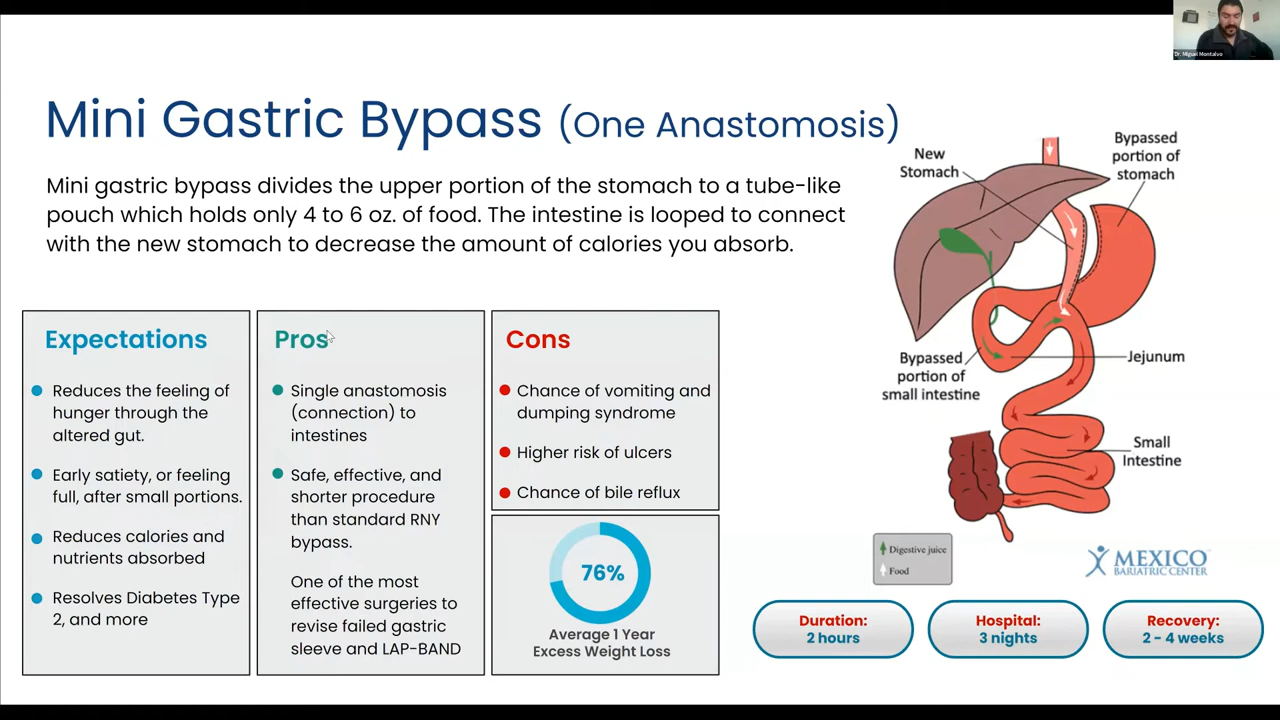 Dr. Miguel Montalvo
Mini Gastric Bypass (One Anastomosis)
Mini gastric bypass divides the upper portion of the stomach to a tube-like
pouch which holds only 4 to 6 oz. of food. The intestine is looped to connect
with the new stomach to decrease the amount of calories you absorb.
Expectations
Reduces the feeling of
hunger through the
altered gut.
Early satiety, or feeling
full, after small portions.
Reduces calories and
nutrients absorbed
Resolves Diabetes Type
2, and more
Pros
Single anastomosis
(connection) to
intestines
Safe, effective, and
shorter procedure
than standard RNY
bypass.
One of the most
effective surgeries to
revise failed gastric
sleeve and LAP-BAND
Cons
Chance of vomiting and
dumping syndrome
Higher risk of ulcers
Chance of bile reflux
76%
Average 1 Year
Excess Weight Loss
New
Stomach
Bypassed
portion of
stomach
Bypassed
portion of
small intestine
Jejunum
Small
Intestine
Digestive juice
Food
MEXICO
BARIATRIC CENTER
Duration:
2 hours
Hospital:
3 nights
Recovery:
2 - 4 weeks